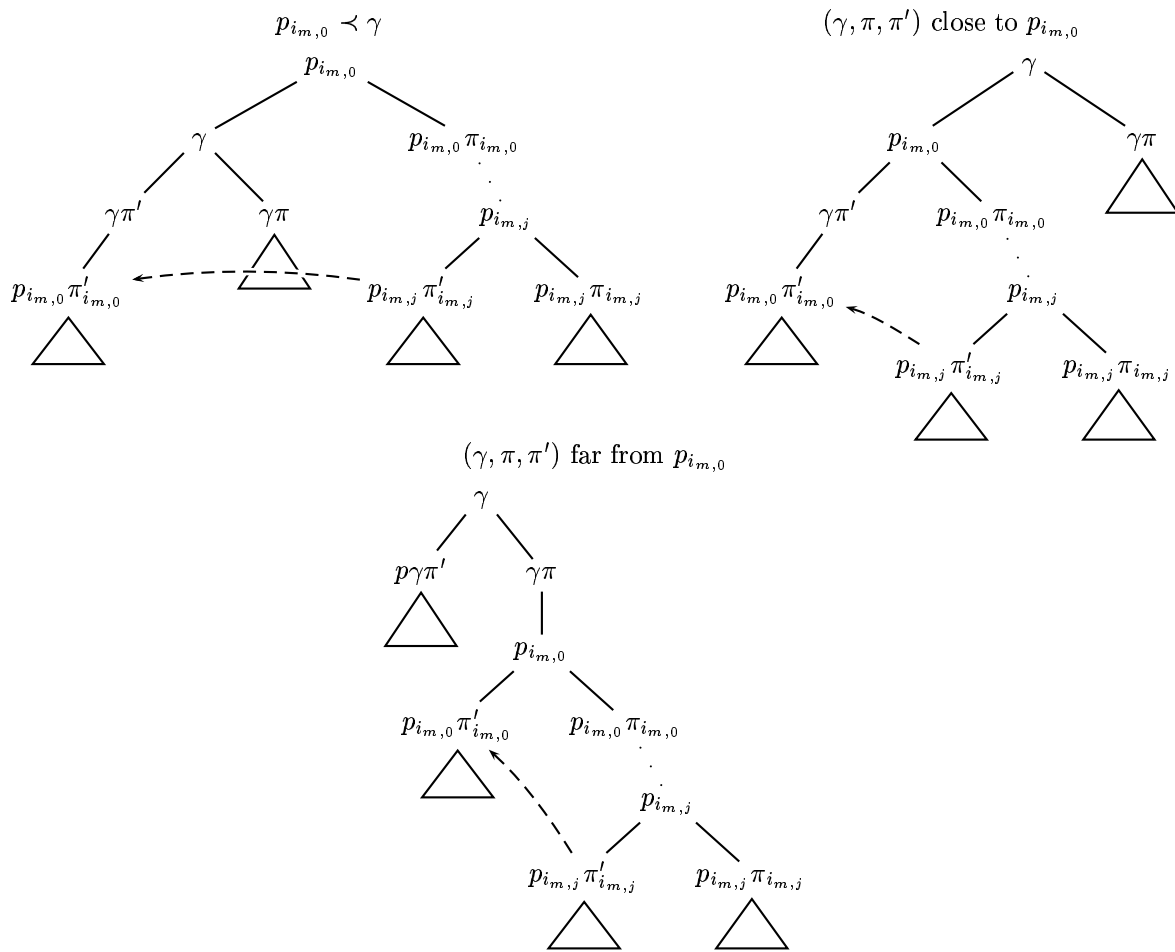 p_{i_{m,0}} ≺ γ
p_{i_{m,0}}
γ p_{i_{m,0}}π_{i_{m,0}}
γπ′ γπ p_{i_{m,j}}
p_{i_{m,0}}π′_{i_{m,0}} p_{i_{m,j}}π′_{i_{m,j}} p_{i_{m,j}}π_{i_{m,j}}
(γ, π, π′) close to p_{i_{m,0}}
γ
p_{i_{m,0}} γπ
γπ′ p_{i_{m,0}}π_{i_{m,0}}
p_{i_{m,0}}π′_{i_{m,0}} p_{i_{m,j}}
p_{i_{m,j}}π′_{i_{m,j}} p_{i_{m,j}}π_{i_{m,j}}
(γ, π, π′) far from p_{i_{m,0}}
γ
pγπ′ γπ
p_{i_{m,0}}
p_{i_{m,0}}π′_{i_{m,0}} p_{i_{m,0}}π_{i_{m,0}}
p_{i_{m,j}}
p_{i_{m,j}}π′_{i_{m,j}} p_{i_{m,j}}π_{i_{m,j}}